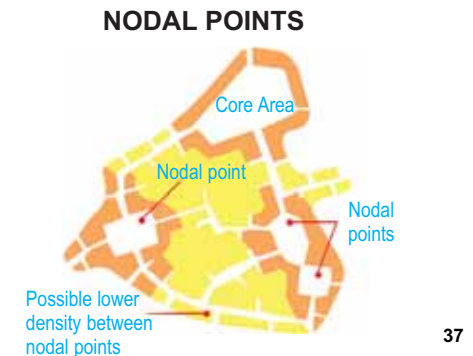 NODAL POINTS
Core Area
Nodal point
Nodal
points
Possible lower
density between
nodal points
37